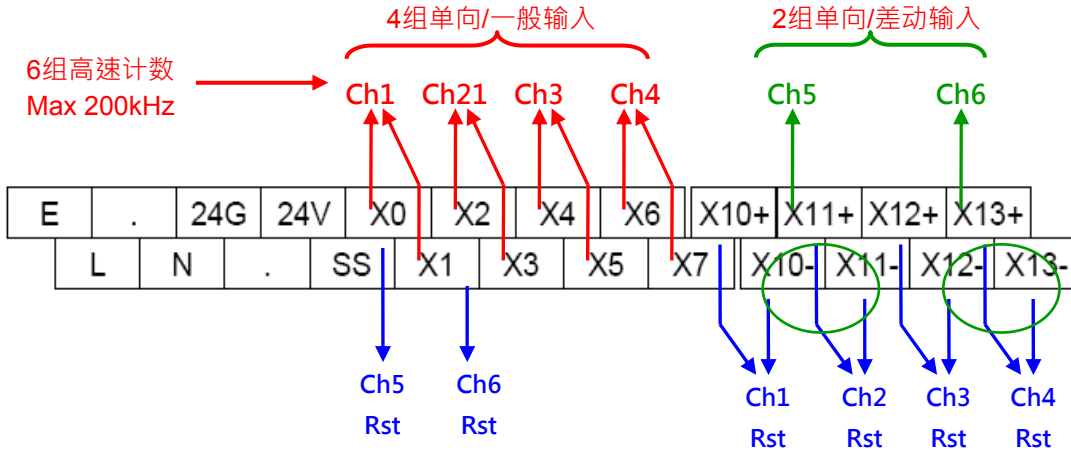 4组单向/一般输入
2组单向/差动输入
6组高速计数
Max 200kHz
Ch1 Ch21 Ch3 Ch4 Ch5 Ch6
E . 24G 24V X0 X2 X4 X6 X10+ X11+ X12+ X13+
L N . SS X1 X3 X5 X7 X10- X11- X12- X13-
Ch5 Ch6
Rst Rst
Ch1 Ch2 Ch3 Ch4
Rst Rst Rst Rst